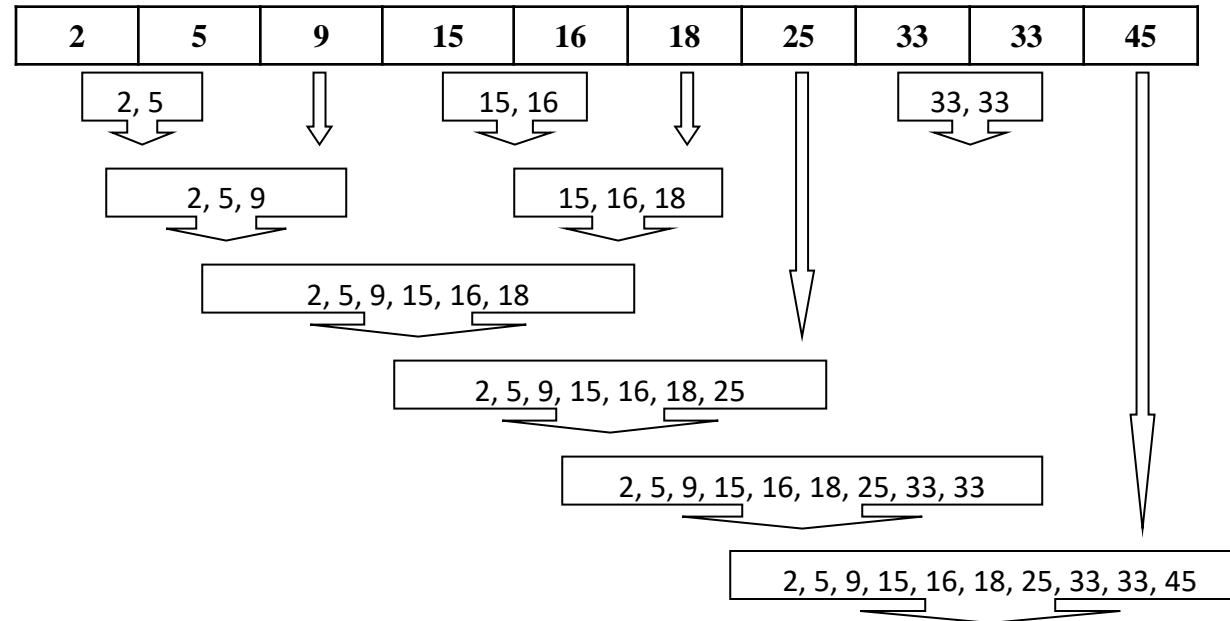 2 5 9 15 16 18 25 33 33 45
2, 5 15, 16 33, 33
2, 5, 9 15, 16, 18
2, 5, 9, 15, 16, 18
2, 5, 9, 15, 16, 18, 25
2, 5, 9, 15, 16, 18, 25, 33, 33
2, 5, 9, 15, 16, 18, 25, 33, 33, 45